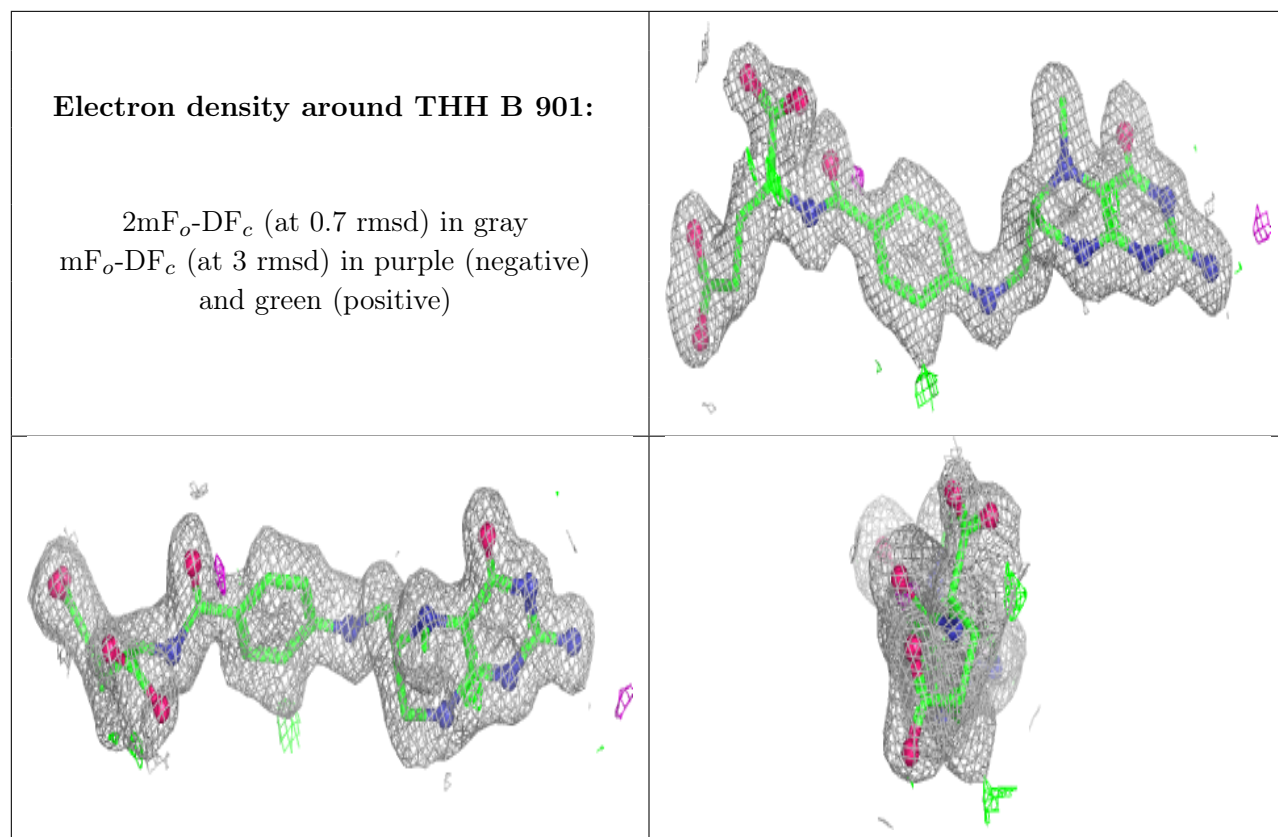 Electron density around THH B 901:
2mFo-DFc (at 0.7 rmsd) in gray
mFo-DFc (at 3 rmsd) in purple (negative)
and green (positive)